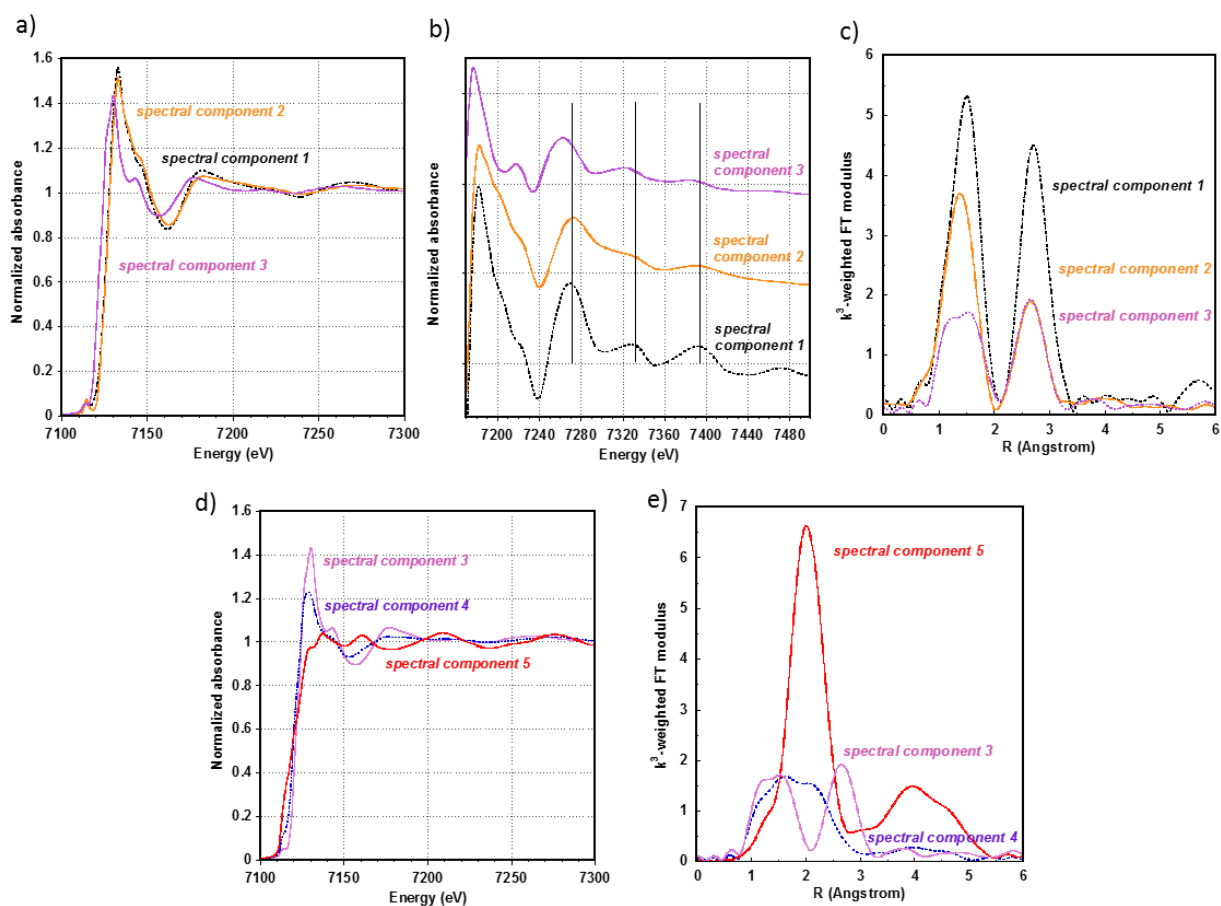 a)
1.6
1.4
1.2
1
0.8
0.6
0.4
0.2
0
7100
7150
7200
7250
7300
Energy (eV)
Normalized absorbance
spectral component 2
spectral component 1
spectral component 3
b)
Normalized absorbance
spectral
component 3
spectral
component 2
spectral
component 1
7200
7240
7280
7320
7360
7400
7440
7480
Energy (eV)
c)
6
5
4
3
2
1
0
k³-weighted FT modulus
spectral component 1
spectral component 2
spectral component 3
0
1
2
3
4
5
6
R (Angstrom)
d)
1.6
1.4
1.2
1
0.8
0.6
0.4
0.2
0
Normalized absorbance
spectral component 3
spectral component 4
spectral component 5
7100
7150
7200
7250
7300
Energy (eV)
e)
7
6
5
4
3
2
1
0
k³-weighted FT modulus
spectral component 5
spectral component 3
spectral component 4
0
1
2
3
4
5
6
R (Angstrom)